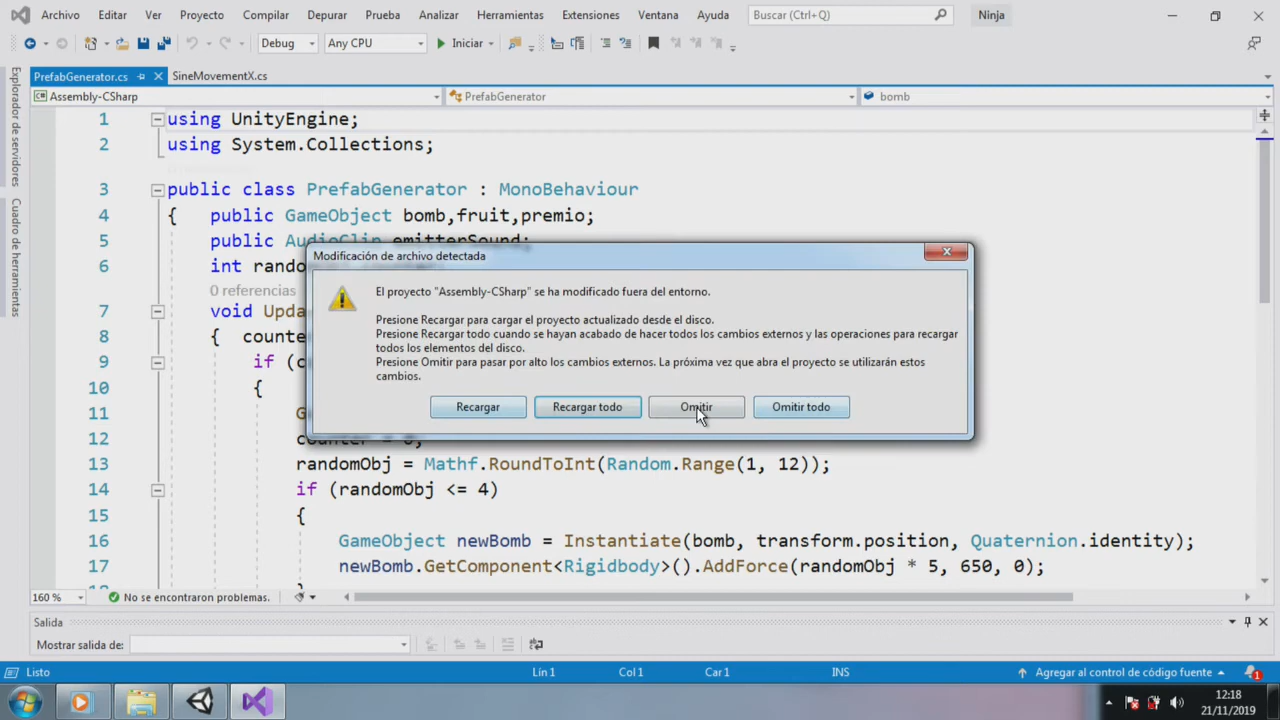 Archivo Editar Ver Proyecto Compilar Depurar Prueba Analizar Herramientas Extensiones Ventana Ayuda Buscar (Ctrl+Q) Ninja
Debug Any CPU Iniciar
PrefabGenerator.cs SineMovementX.cs
Assembly-CSharp PrefabGenerator bomb
Explorador de servidores
Cuadro de herramientas
1 using UnityEngine;
2 using System.Collections;
3 public class PrefabGenerator : MonoBehaviour
4 { public GameObject bomb,fruit,premio;
5 public AudioClip emitterSound;
6 int
0 referencias
7 void
8 {
9 if
10 {
11
12 counter = 0;
13 randomObj = Mathf.RoundToInt(Random.Range(1, 12));
14 if (randomObj <= 4)
15 {
16 GameObject newBomb = Instantiate(bomb, transform.position, Quaternion.identity);
17 newBomb.GetComponent<Rigidbody>().AddForce(randomObj * 5, 650, 0);
Modificación de archivo detectada
El proyecto "Assembly-CSharp" se ha modificado fuera del entorno.
Presione Recargar para cargar el proyecto actualizado desde el disco.
Presione Recargar todo cuando se hayan acabado de hacer todos los cambios externos y las operaciones para recargar
todos los elementos del disco.
Presione Omitir para pasar por alto los cambios externos. La próxima vez que abra el proyecto se utilizarán estos
cambios.
Recargar Recargar todo Omitir Omitir todo
160 % No se encontraron problemas.
Salida
Mostrar salida de:
Listo Lín 1 Col 1 Car 1 INS Agregar al control de código fuente 1
12:18
21/11/2019